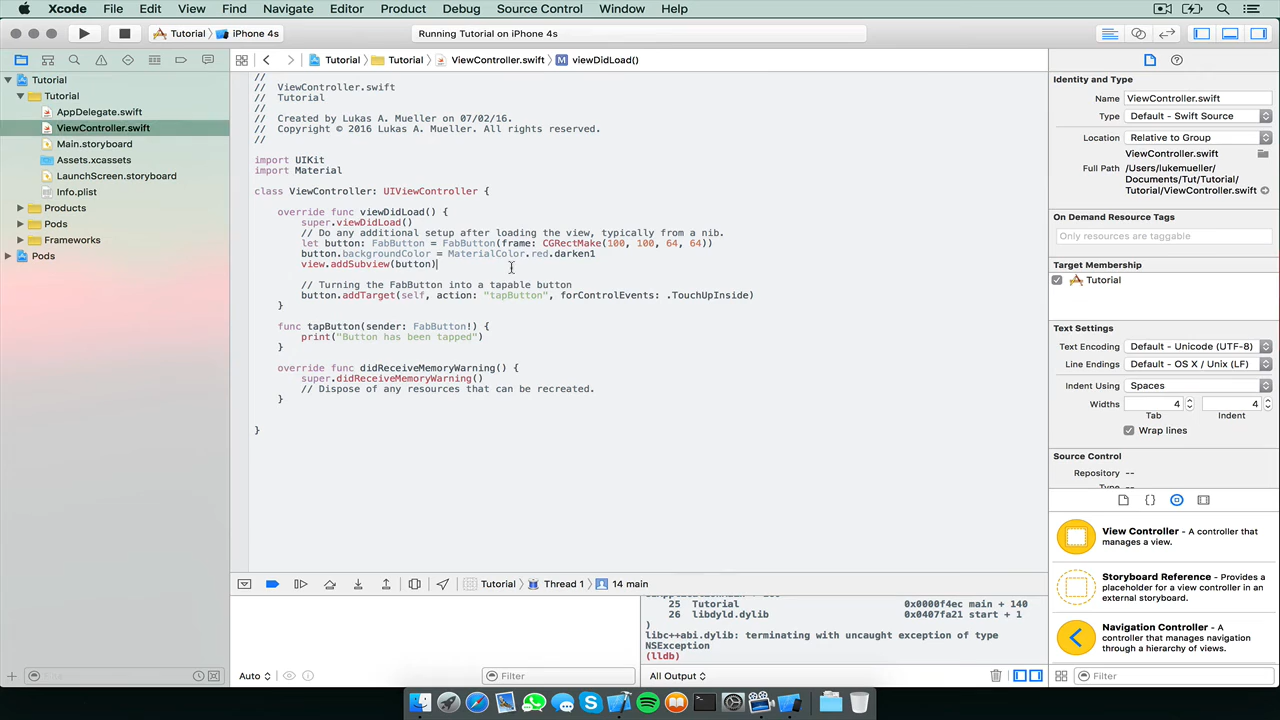 Xcode File Edit View Find Navigate Editor Product Debug Source Control Window Help
Tutorial iPhone 4s
Running Tutorial on iPhone 4s
Tutorial Tutorial ViewController.swift M viewDidLoad()
Tutorial
Tutorial
AppDelegate.swift
ViewController.swift
Main.storyboard
Assets.xcassets
LaunchScreen.storyboard
Info.plist
Products
Pods
Frameworks
Pods
//
// ViewController.swift
// Tutorial
//
// Created by Lukas A. Mueller on 07/02/16.
// Copyright © 2016 Lukas A. Mueller. All rights reserved.
//
import UIKit
import Material
class ViewController: UIViewController {
override func viewDidLoad() {
super.viewDidLoad()
// Do any additional setup after loading the view, typically from a nib.
let button: FabButton = FabButton(frame: CGRectMake(100, 100, 64, 64))
button.backgroundColor = MaterialColor.red.darken1
view.addSubview(button)
// Turning the FabButton into a tapable button
button.addTarget(self, action: "tapButton", forControlEvents: .TouchUpInside)
}
func tapButton(sender: FabButton!) {
print("Button has been tapped")
}
override func didReceiveMemoryWarning() {
super.didReceiveMemoryWarning()
// Dispose of any resources that can be recreated.
}
}
Tutorial Thread 1 14 main
25 Tutorial 0x0000f4ec main + 140
26 libdyld.dylib 0x0407fa21 start + 1
)
libc++abi.dylib: terminating with uncaught exception of type
NSException
(lldb)
Auto Filter All Output
Identity and Type
Name ViewController.swift
Type Default - Swift Source
Location Relative to Group
ViewController.swift
Full Path /Users/lukemueller/
Documents/Tut/Tutorial/
Tutorial/ViewController.swift
On Demand Resource Tags
Only resources are taggable
Target Membership
Tutorial
Text Settings
Text Encoding Default - Unicode (UTF-8)
Line Endings Default - OS X / Unix (LF)
Indent Using Spaces
Widths 4 4
Tab Indent
Wrap lines
Source Control
Repository --
{}
View Controller - A controller that
manages a view.
Storyboard Reference - Provides a
placeholder for a view controller in an
external storyboard.
Navigation Controller - A
controller that manages navigation
through a hierarchy of views.
Filter